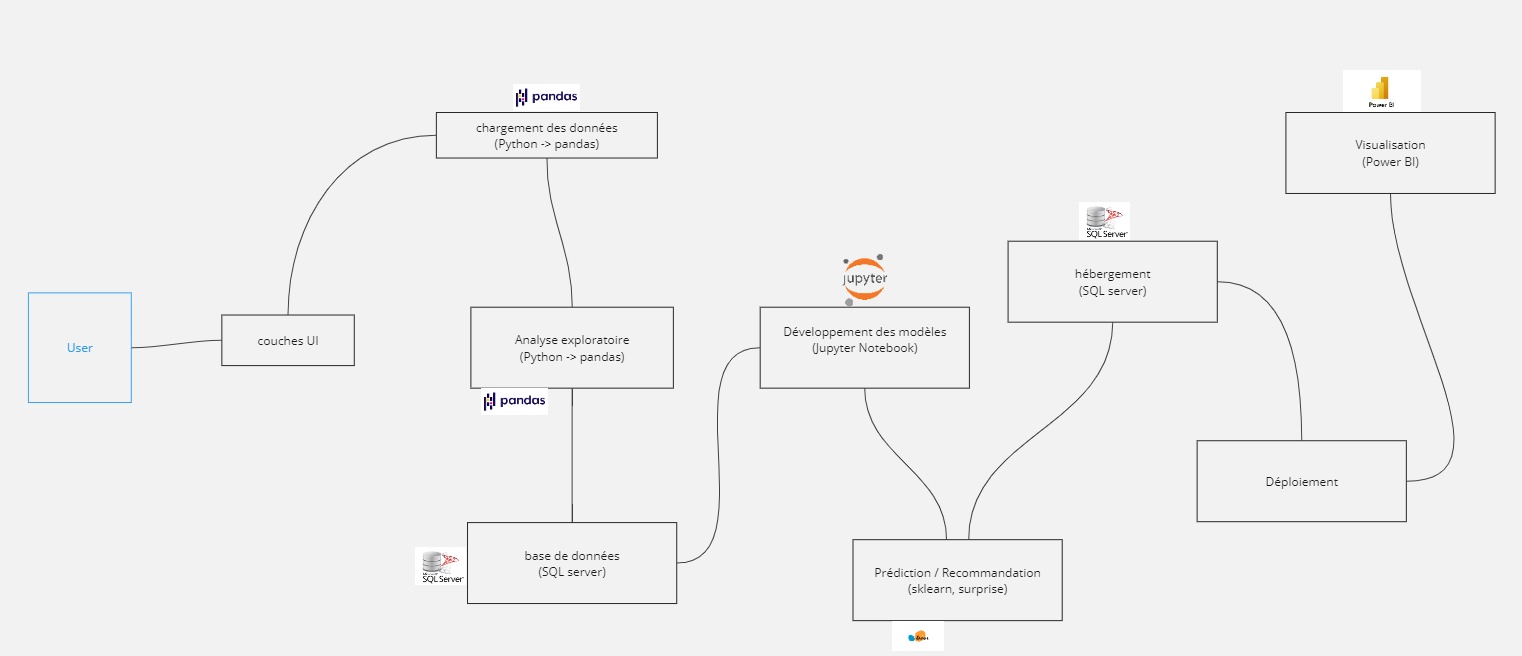 User
couches UI
pandas
chargement des données
(Python -> pandas)
Analyse exploratoire
(Python -> pandas)
pandas
base de données
(SQL server)
SQL Server
jupyter
Développement des modèles
(Jupyter Notebook)
Prédiction / Recommandation
(sklearn, surprise)
SQL Server
hébergement
(SQL server)
Déploiement
Power BI
Visualisation
(Power BI)